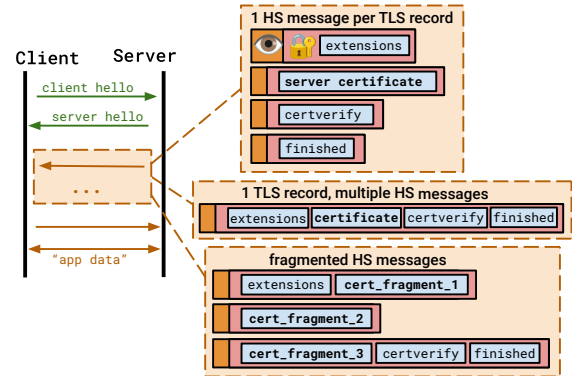 1 HS message per TLS record
extensions
server certificate
certverify
finished
Client
Server
client hello
server hello
...
"app data"
1 TLS record, multiple HS messages
extensions certificate certverify finished
fragmented HS messages
extensions cert_fragment_1
cert_fragment_2
cert_fragment_3 certverify finished